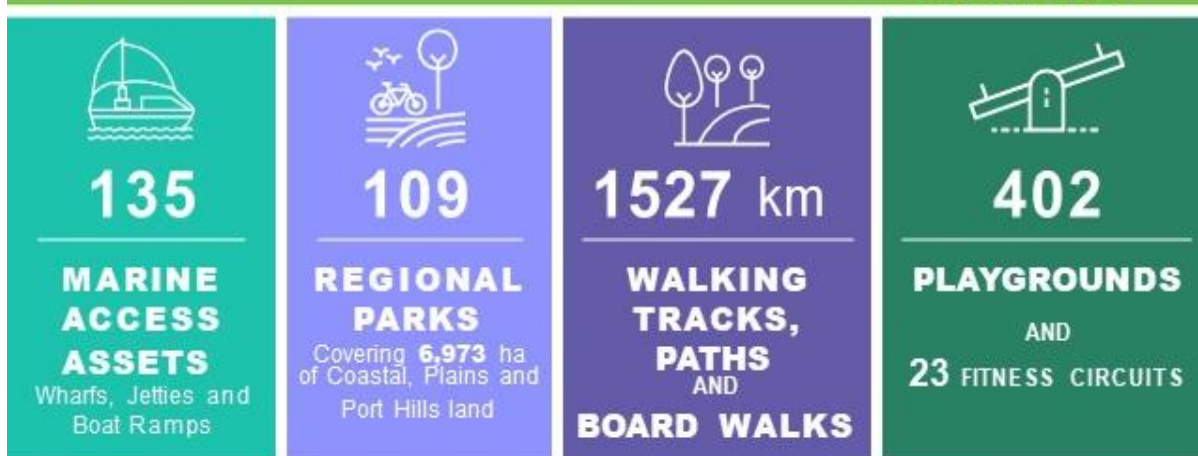 135
MARINE
ACCESS
ASSETS
Wharfs, Jetties and
Boat Ramps
109
REGIONAL
PARKS
Covering 6,973 ha
of Coastal, Plains and
Port Hills land
1527 km
WALKING
TRACKS,
PATHS
AND
BOARD WALKS
402
PLAYGROUNDS
AND
23 FITNESS CIRCUITS